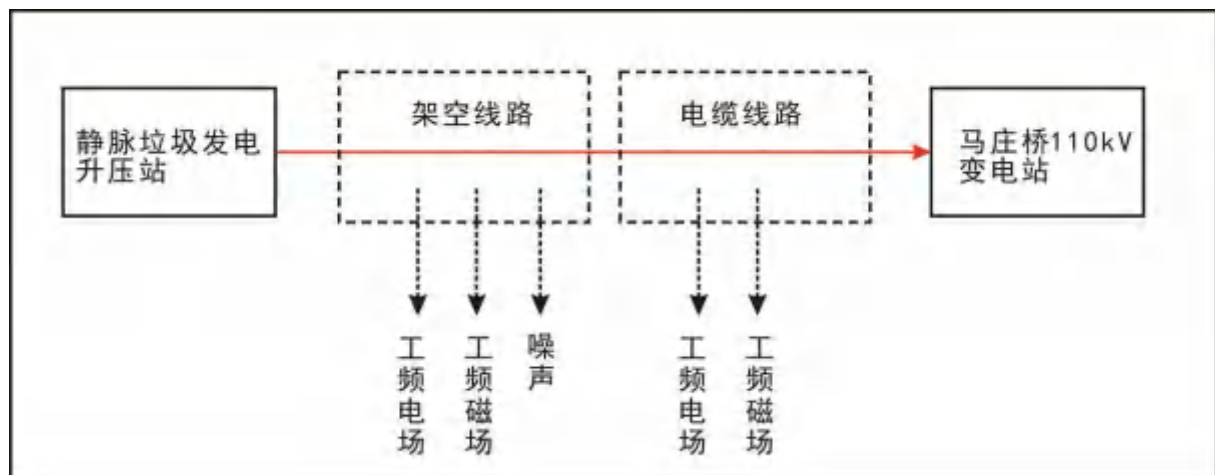 静脉垃圾发电
升压站
架空线路
电缆线路
马庄桥110kV
变电站
工频电场
工频磁场
噪声
工频电场
工频磁场